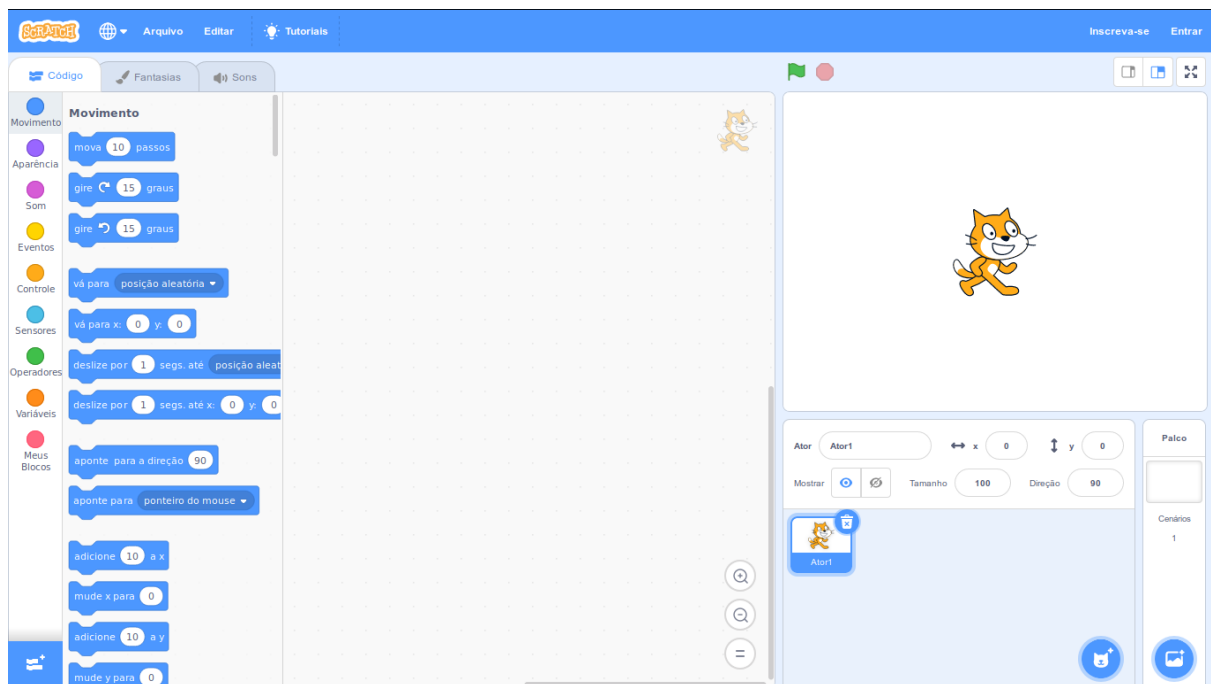 SCRATCH Arquivo Editar Tutoriais Inscreva-se Entrar
Código Fantasias Sons
Movimento
Aparência
Som
Eventos
Controle
Sensores
Operadores
Variáveis
Meus
Blocos
Movimento
mova 10 passos
gire 15 graus
gire 15 graus
vá para posição aleatória
vá para x: 0 y: 0
deslize por 1 segs. até posição aleat
deslize por 1 segs. até x: 0 y: 0
aponte para a direção 90
aponte para ponteiro do mouse
adicione 10 a x
mude x para 0
adicione 10 a y
mude y para 0
Ator Ator1 x 0 y 0
Mostrar Tamanho 100 Direção 90
Ator1
Palco
Cenários
1